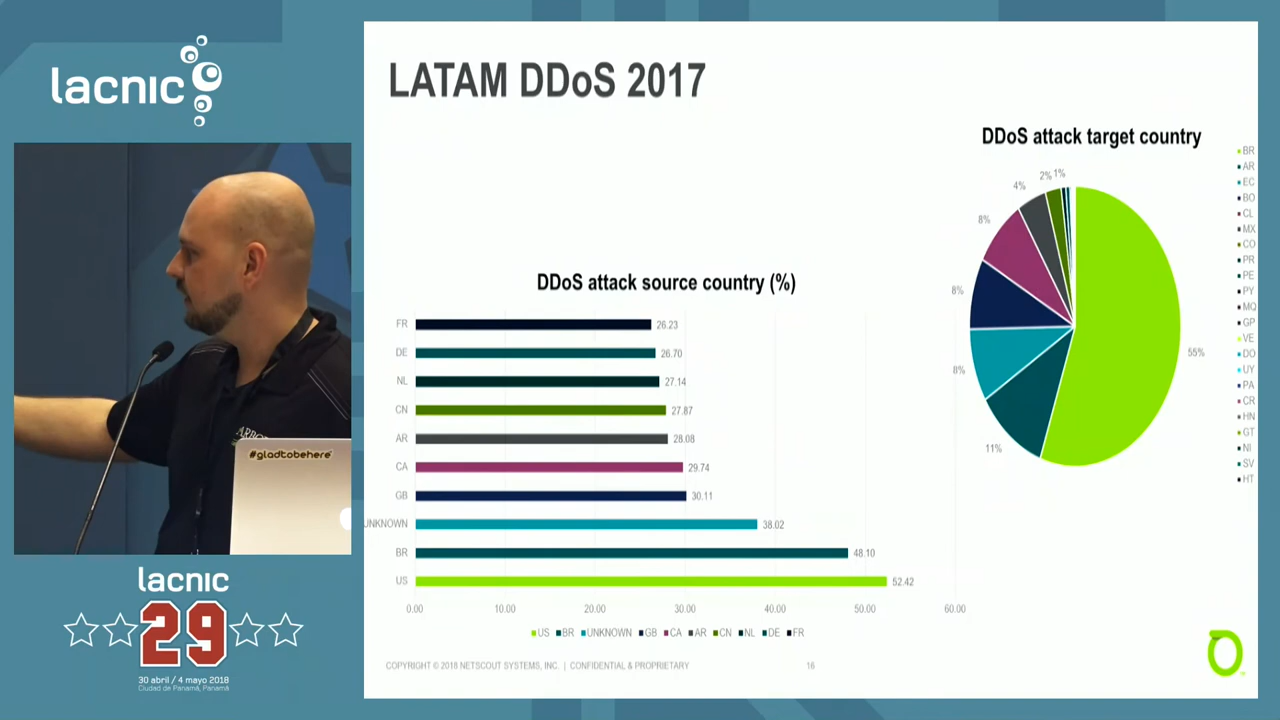 lacnic
#gladtobehere
lacnic
29
30 abril / 4 mayo 2018
Ciudad de Panamá, Panamá
LATAM DDoS 2017
DDoS attack target country
1%
2%
4%
8%
8%
8%
11%
55%
BR
AR
EC
BO
CL
MX
CO
PR
PE
PY
MQ
GP
VE
DO
UY
PA
CR
HN
GT
NI
SV
HT
DDoS attack source country (%)
FR 26.23
DE 26.70
NL 27.14
CN 27.87
AR 28.08
CA 29.74
GB 30.11
UNKNOWN 38.02
BR 48.10
US 52.42
0.00 10.00 20.00 30.00 40.00 50.00 60.00
US BR UNKNOWN GB CA AR CN NL DE FR
COPYRIGHT © 2018 NETSCOUT SYSTEMS, INC. | CONFIDENTIAL & PROPRIETARY 16